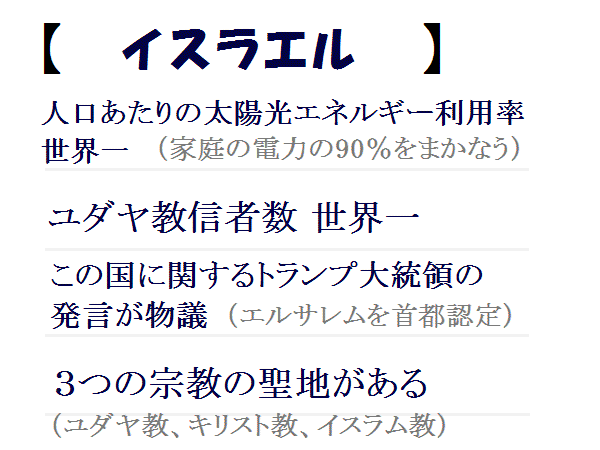 【 イスラエル 】
人口あたりの太陽光エネルギー利用率
世界一 （家庭の電力の90％をまかなう）
ユダヤ教信者数 世界一
この国に関するトランプ大統領の
発言が物議 （エルサレムを首都認定）
３つの宗教の聖地がある
（ユダヤ教、キリスト教、イスラム教）